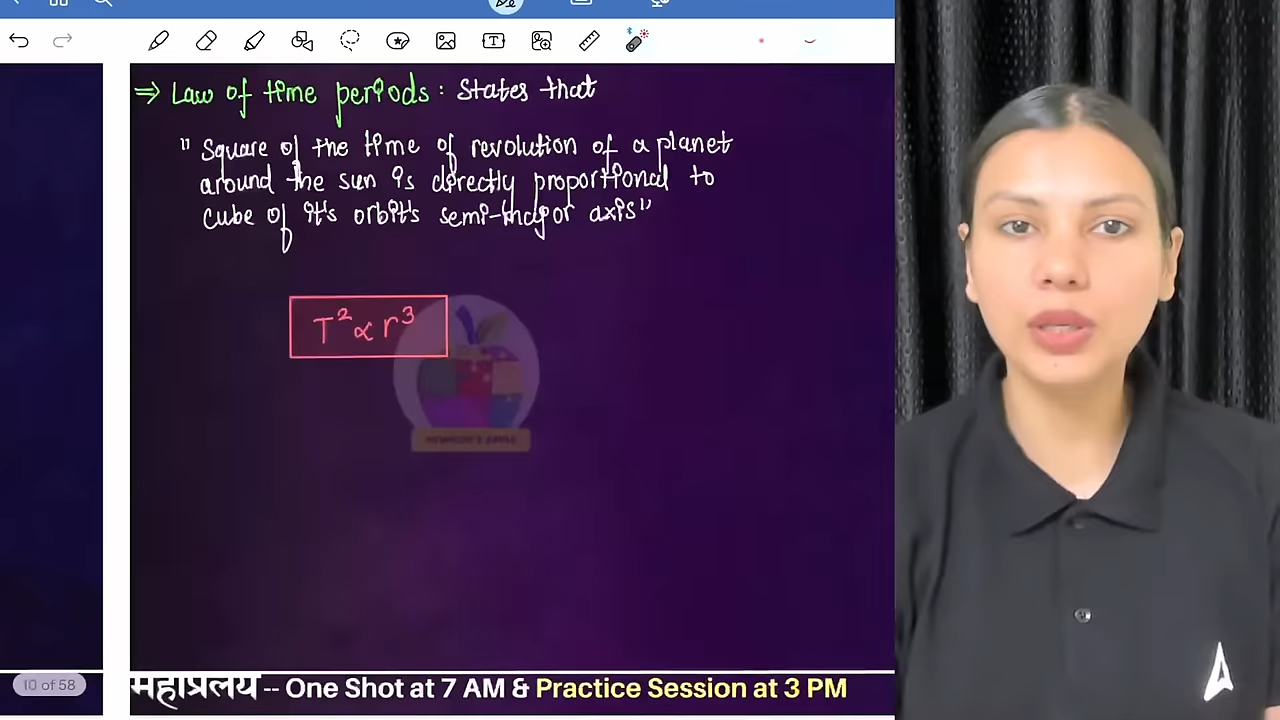 ⇒ Law of time periods: States that
" Square of the time of revolution of a planet
around the sun is directly proportional to
cube of it's orbit's semi-major axis"
T² ∝ r³
NEWTON'S APPLE
10 of 58
महाप्रलय -- One Shot at 7 AM & Practice Session at 3 PM